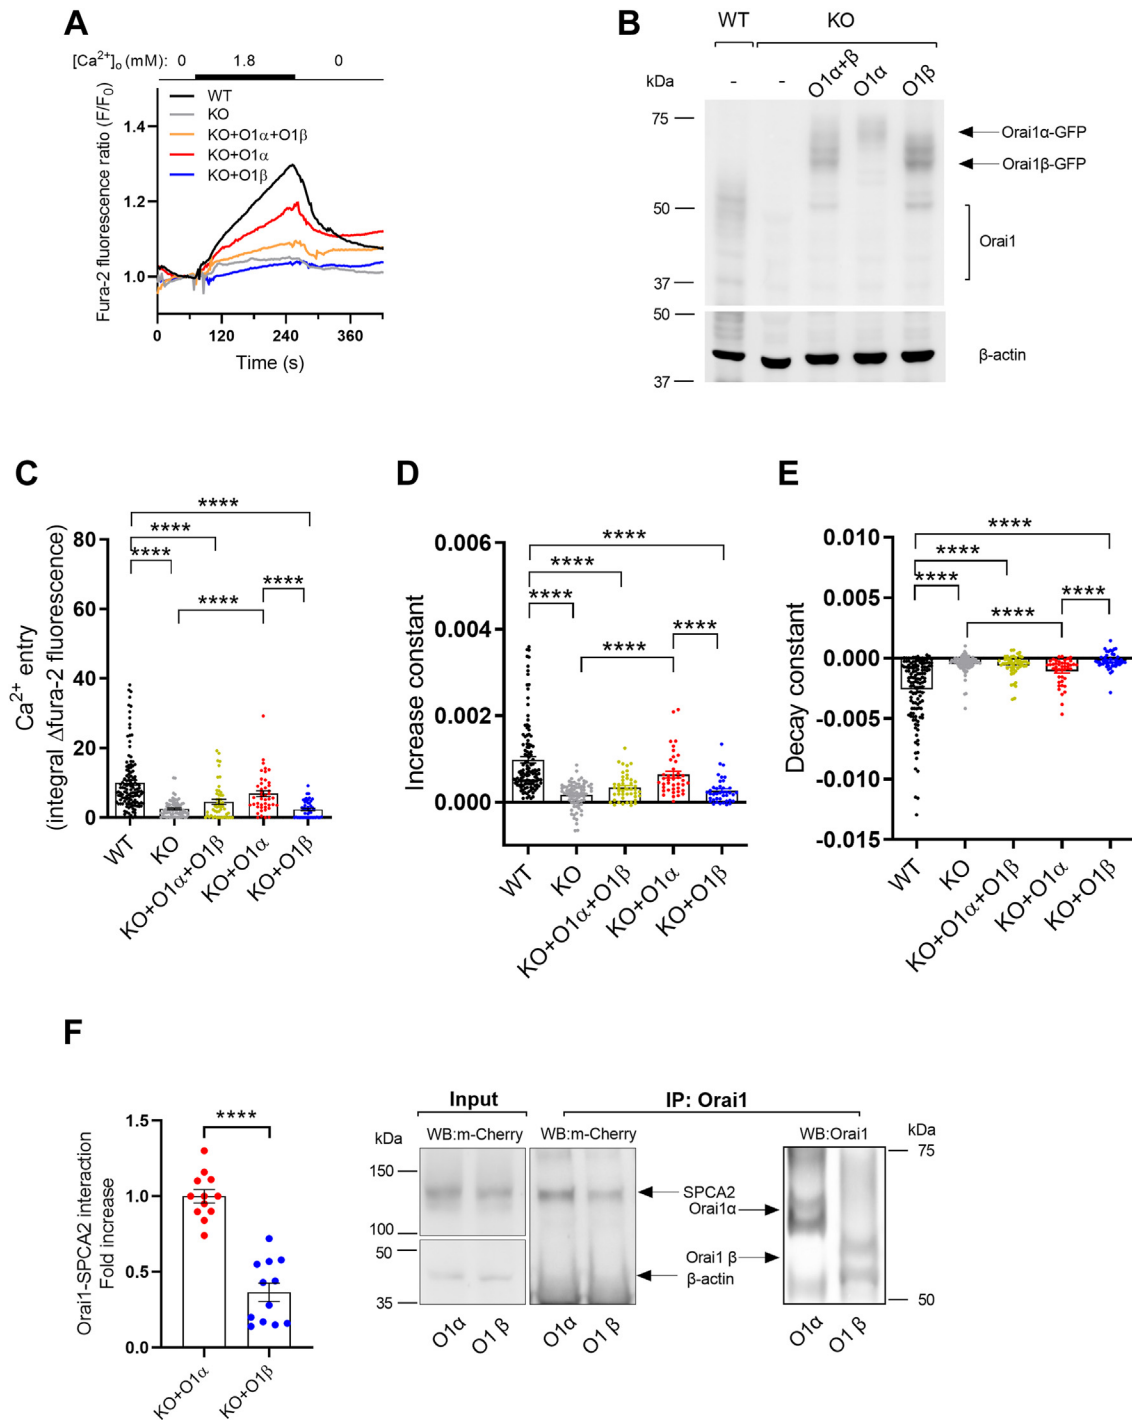 A
[Ca2+]o (mM): 0 1.8 0
Fura-2 fluorescence ratio (F/F0)
1.4
1.2
1.0
WT
KO
KO+O1α+O1β
KO+O1α
KO+O1β
0 120 240 360
Time (s)
B
WT KO
kDa - - O1α+β O1α O1β
75
50
37
50
37
Orai1α-GFP
Orai1β-GFP
Orai1
β-actin
C
Ca2+ entry
(integral Δfura-2 fluorescence)
80
60
40
20
0
****
****
****
****
****
WT KO KO+O1α+O1β KO+O1α KO+O1β
D
Increase constant
0.006
0.004
0.002
0.000
****
****
****
****
****
WT KO KO+O1α+O1β KO+O1α KO+O1β
E
Decay constant
0.010
0.005
0.000
-0.005
-0.010
-0.015
****
****
****
****
****
WT KO KO+O1α+O1β KO+O1α KO+O1β
F
Orai1-SPCA2 interaction
Fold increase
1.5
1.0
0.5
0.0
****
KO+O1α KO+O1β
Input IP: Orai1
kDa WB:m-Cherry WB:m-Cherry WB:Orai1 kDa
150
100
50
35
SPCA2
Orai1α
Orai1 β
β-actin
75
50
O1α O1 β O1α O1 β O1α O1 β